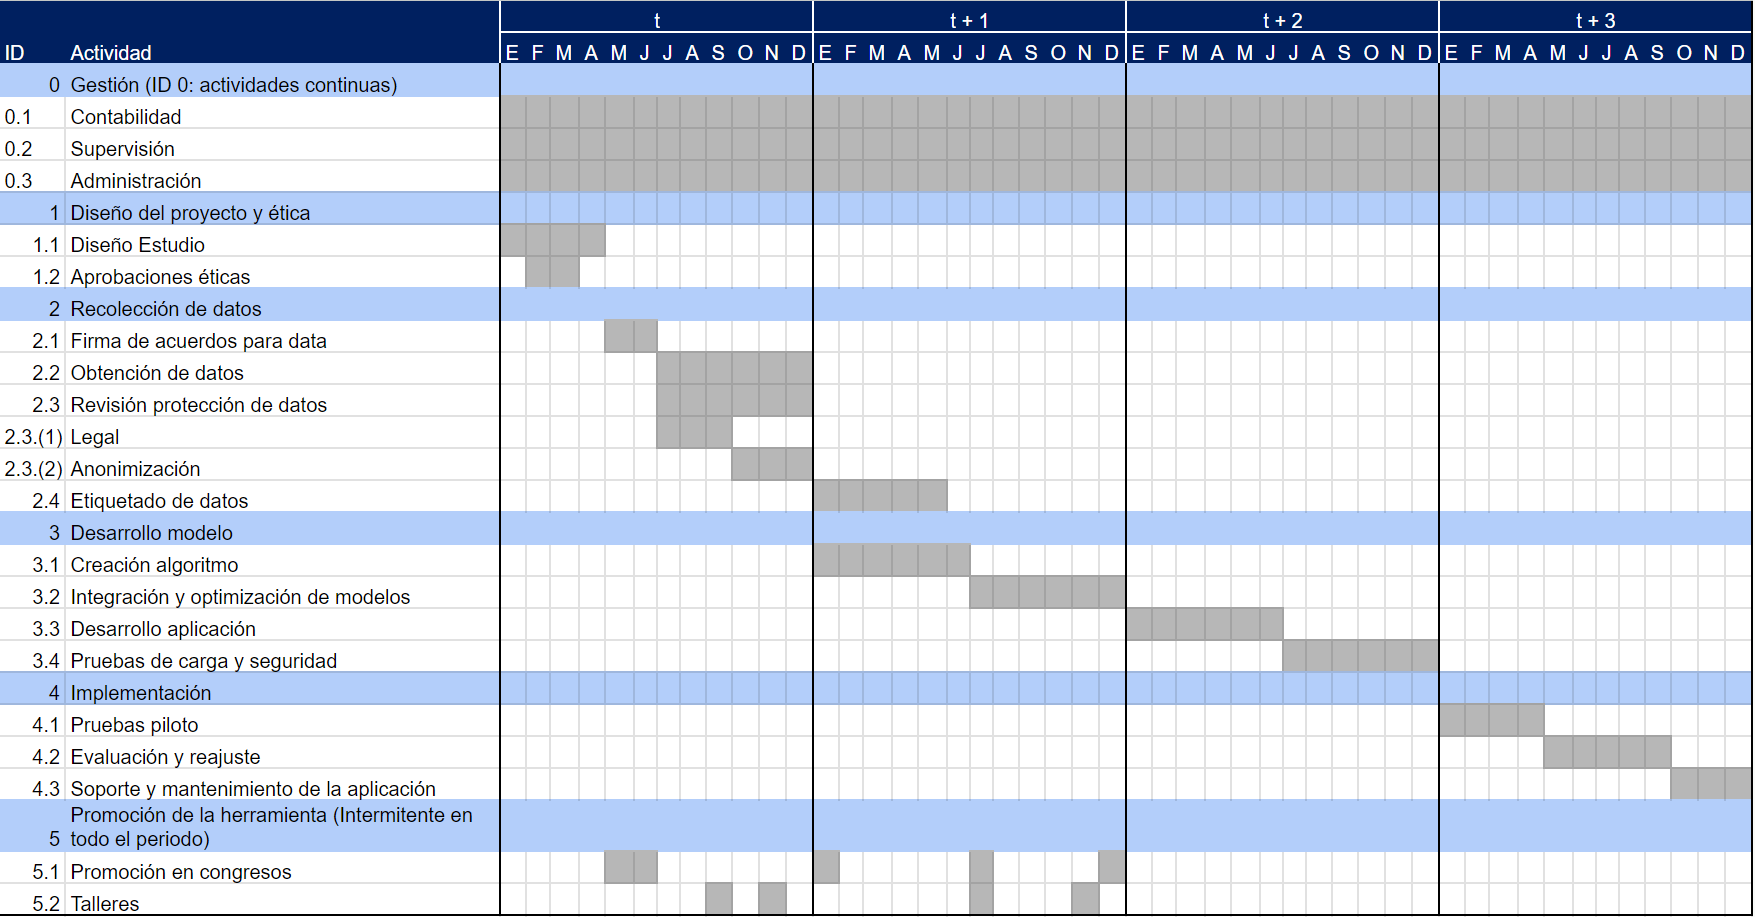 t t + 1 t + 2 t + 3
ID Actividad E F M A M J J A S O N D E F M A M J J A S O N D E F M A M J J A S O N D E F M A M J J A S O N D
0 Gestión (ID 0: actividades continuas)
0.1 Contabilidad
0.2 Supervisión
0.3 Administración
1 Diseño del proyecto y ética
1.1 Diseño Estudio
1.2 Aprobaciones éticas
2 Recolección de datos
2.1 Firma de acuerdos para data
2.2 Obtención de datos
2.3 Revisión protección de datos
2.3.(1) Legal
2.3.(2) Anonimización
2.4 Etiquetado de datos
3 Desarrollo modelo
3.1 Creación algoritmo
3.2 Integración y optimización de modelos
3.3 Desarrollo aplicación
3.4 Pruebas de carga y seguridad
4 Implementación
4.1 Pruebas piloto
4.2 Evaluación y reajuste
4.3 Soporte y mantenimiento de la aplicación
Promoción de la herramienta (Intermitente en
5 todo el periodo)
5.1 Promoción en congresos
5.2 Talleres